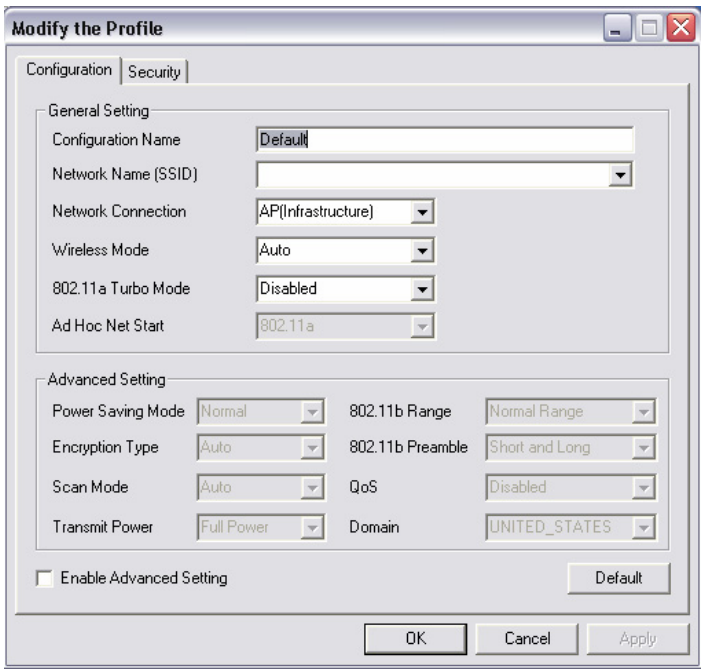 Modify the Profile
Configuration
Security
General Setting
Configuration Name Default
Network Name (SSID)
Network Connection AP(Infrastructure)
Wireless Mode Auto
802.11a Turbo Mode Disabled
Ad Hoc Net Start 802.11a
Advanced Setting
Power Saving Mode Normal 802.11b Range Normal Range
Encryption Type Auto 802.11b Preamble Short and Long
Scan Mode Auto QoS Disabled
Transmit Power Full Power Domain UNITED_STATES
Enable Advanced Setting Default
OK Cancel Apply